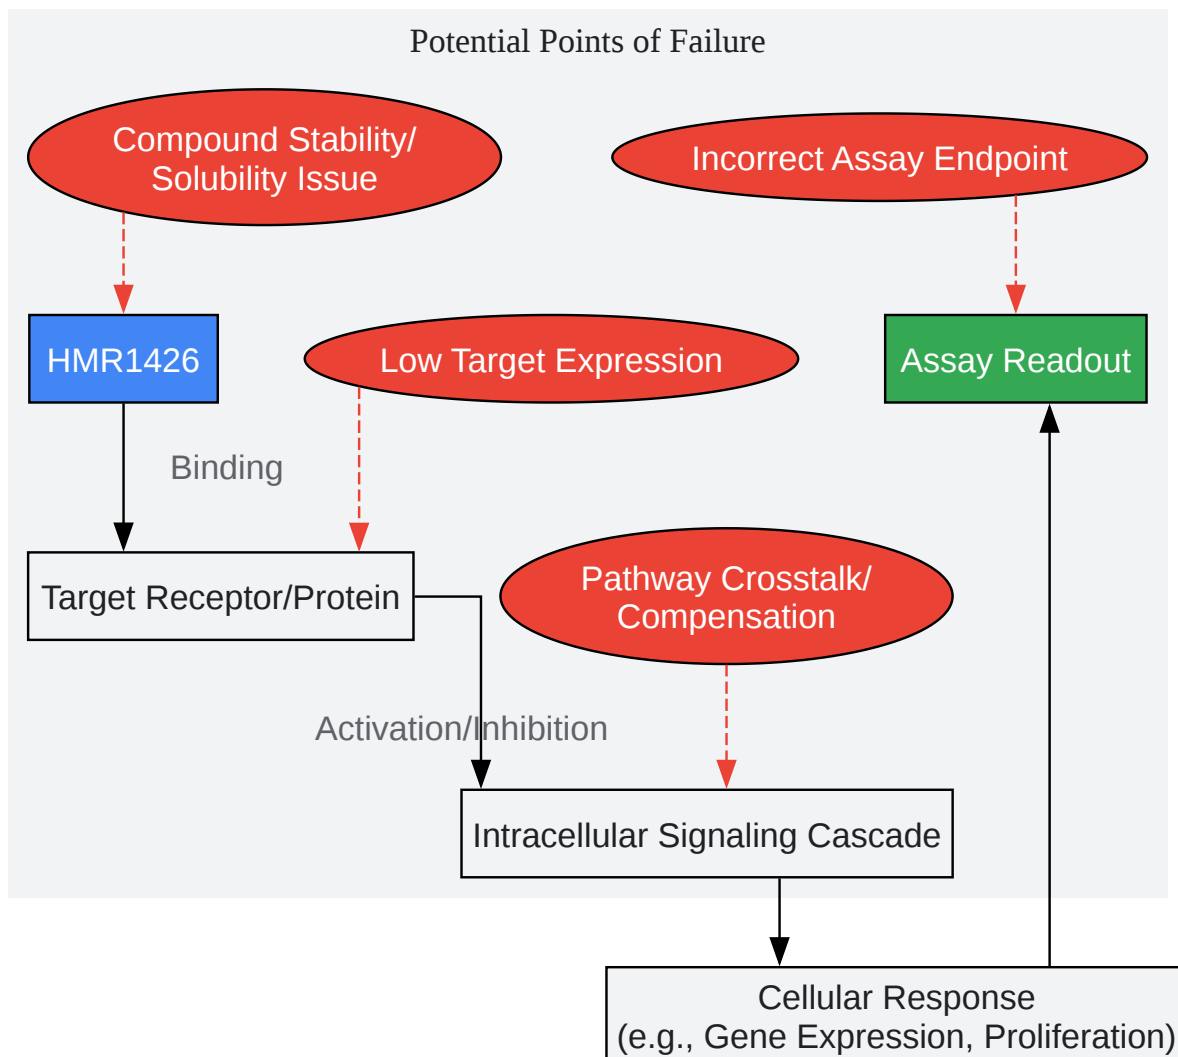 Potential Points of Failure
Compound Stability/
Solubility Issue
Incorrect Assay Endpoint
HMR1426
Low Target Expression
Assay Readout
Binding
Target Receptor/Protein
Pathway Crosstalk/
Compensation
Activation/Inhibition
Intracellular Signaling Cascade
Cellular Response
(e.g., Gene Expression, Proliferation)